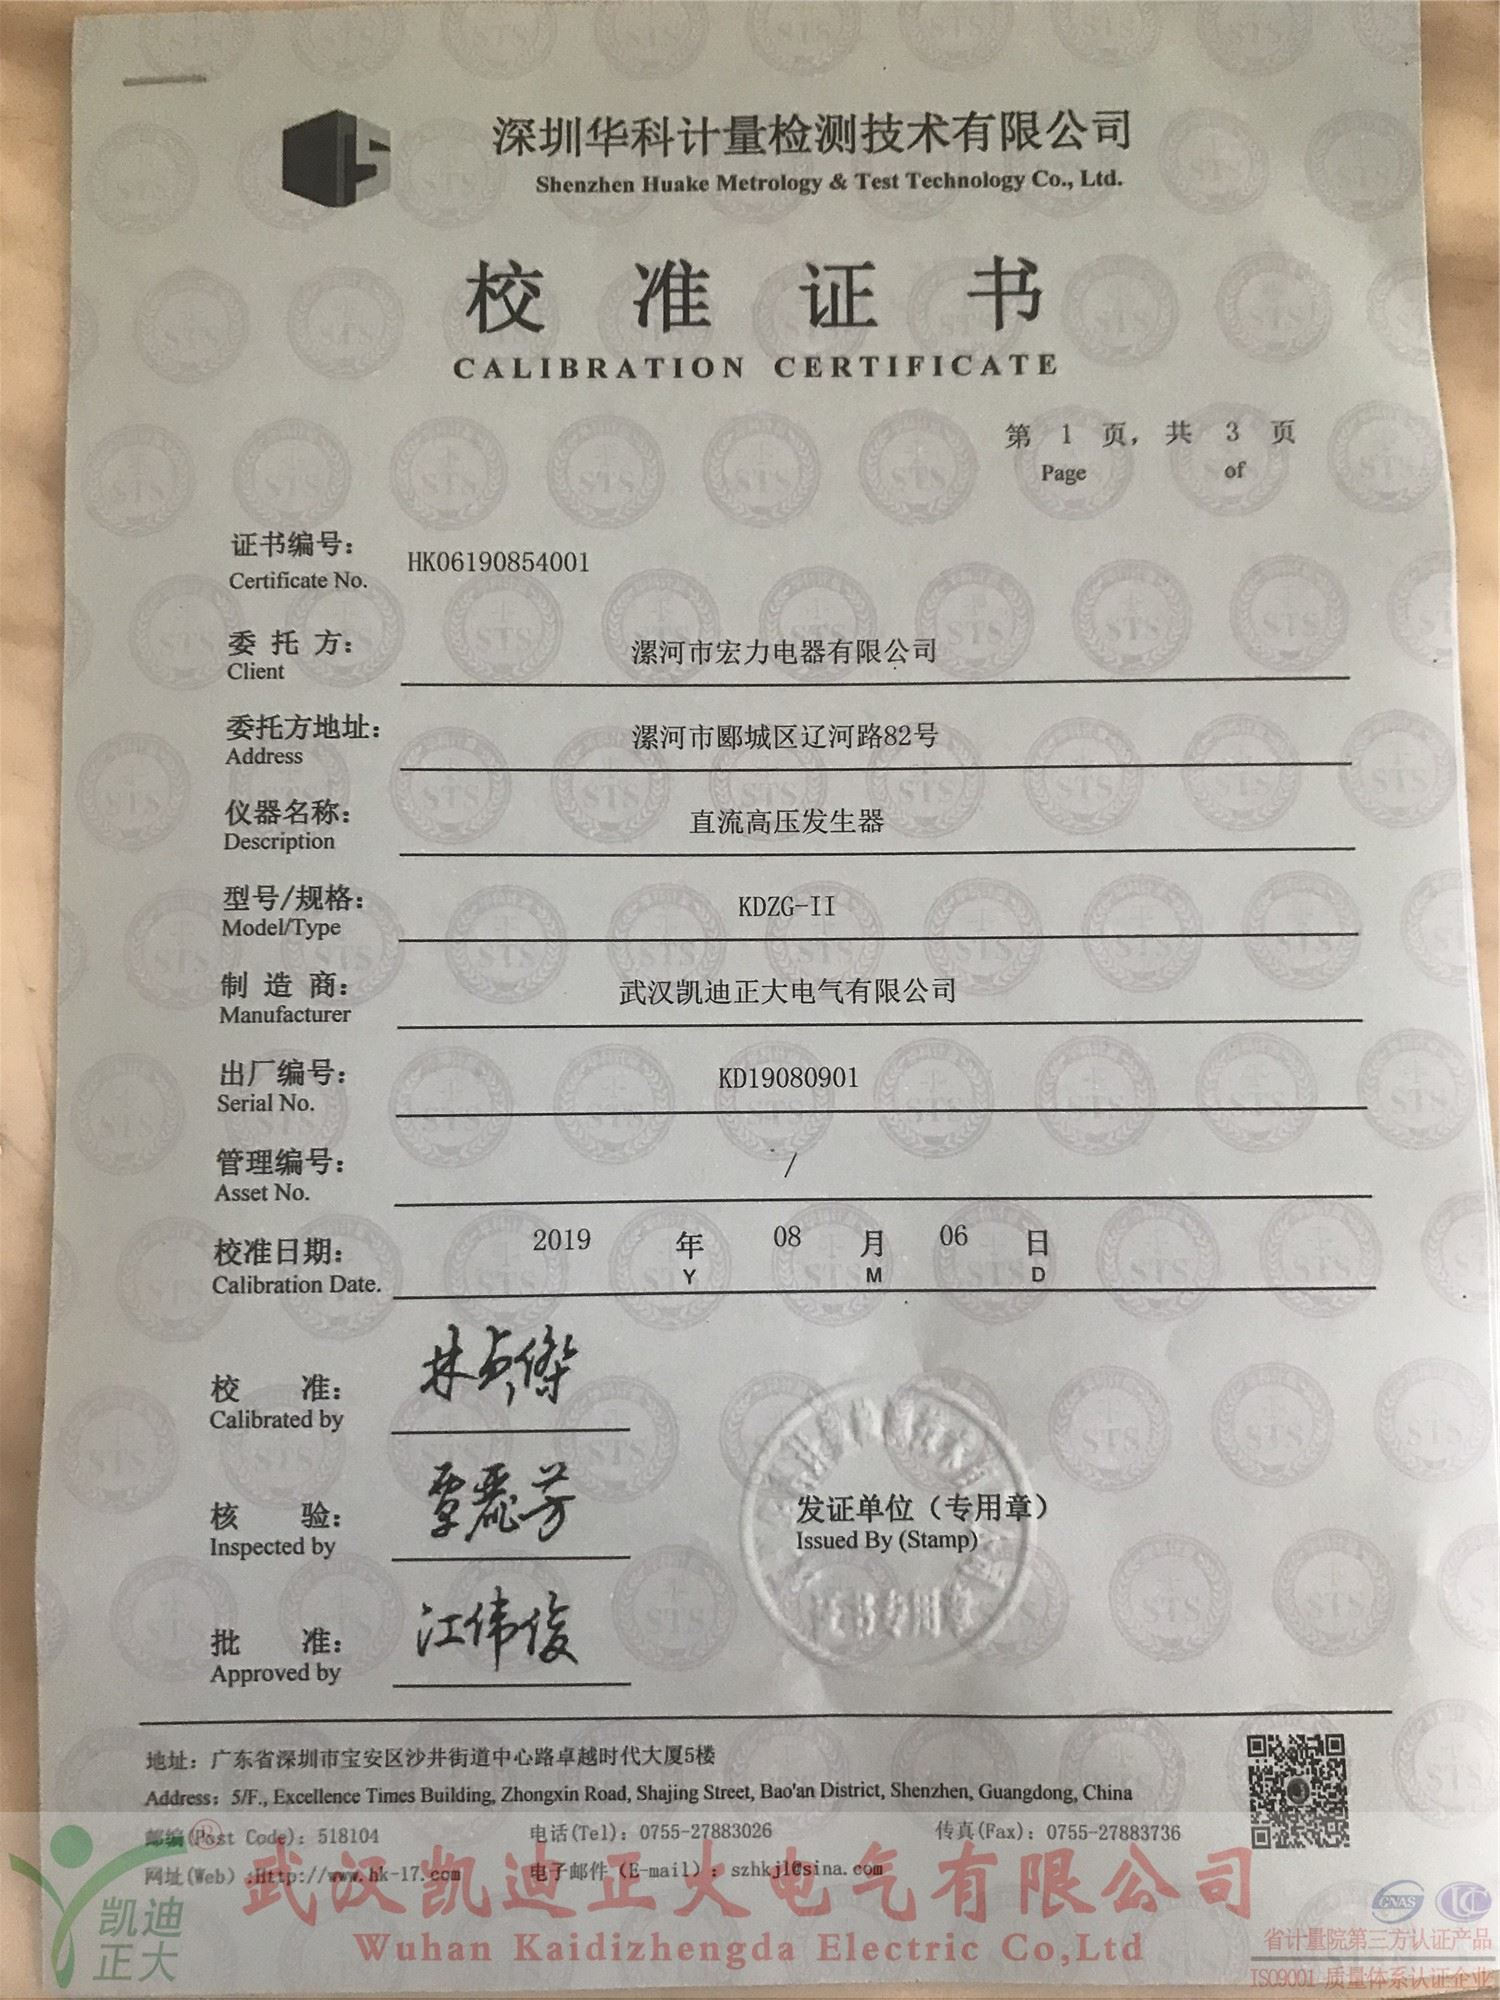 深圳华科计量检测技术有限公司
Shenzhen Huake Metrology & Test Technology Co., Ltd.
校准证书
CALIBRATION CERTIFICATE
第 1 页, 共 3 页
Page of
证书编号: HK06190854001
Certificate No.
委托方: 漯河市宏力电器有限公司
Client
委托方地址: 漯河市郾城区辽河路82号
Address
仪器名称: 直流高压发生器
Description
型号/规格: KDZG-II
Model/Type
制造商: 武汉凯迪正大电气有限公司
Manufacturer
出厂编号: KD19080901
Serial No.
管理编号: /
Asset No.
校准日期: 2019 年 08 月 06 日
Calibration Date. Y M D
校准:
Calibrated by
核验: 覃丽芳
Inspected by
发证单位（专用章）
Issued By (Stamp)
证书专用章
批准: 江伟俊
Approved by
地址: 广东省深圳市宝安区沙井街道中心路卓越时代大厦5楼
Address: 5/F., Excellence Times Building, Zhongxin Road, Shajing Street, Bao'an District, Shenzhen, Guangdong, China
邮编(Post Code): 518104 电话(Tel): 0755-27883026 传真(Fax): 0755-27883736
网址(Web): Http://www.hk-17.com 电子邮件 (E-mail): szhkjl@sina.com
凯迪
正大
®
武汉凯迪正大电气有限公司
Wuhan Kaidizhengda Electric Co,Ltd
CNAS
省计量院第三方认证产品
ISO9001 质量体系认证企业